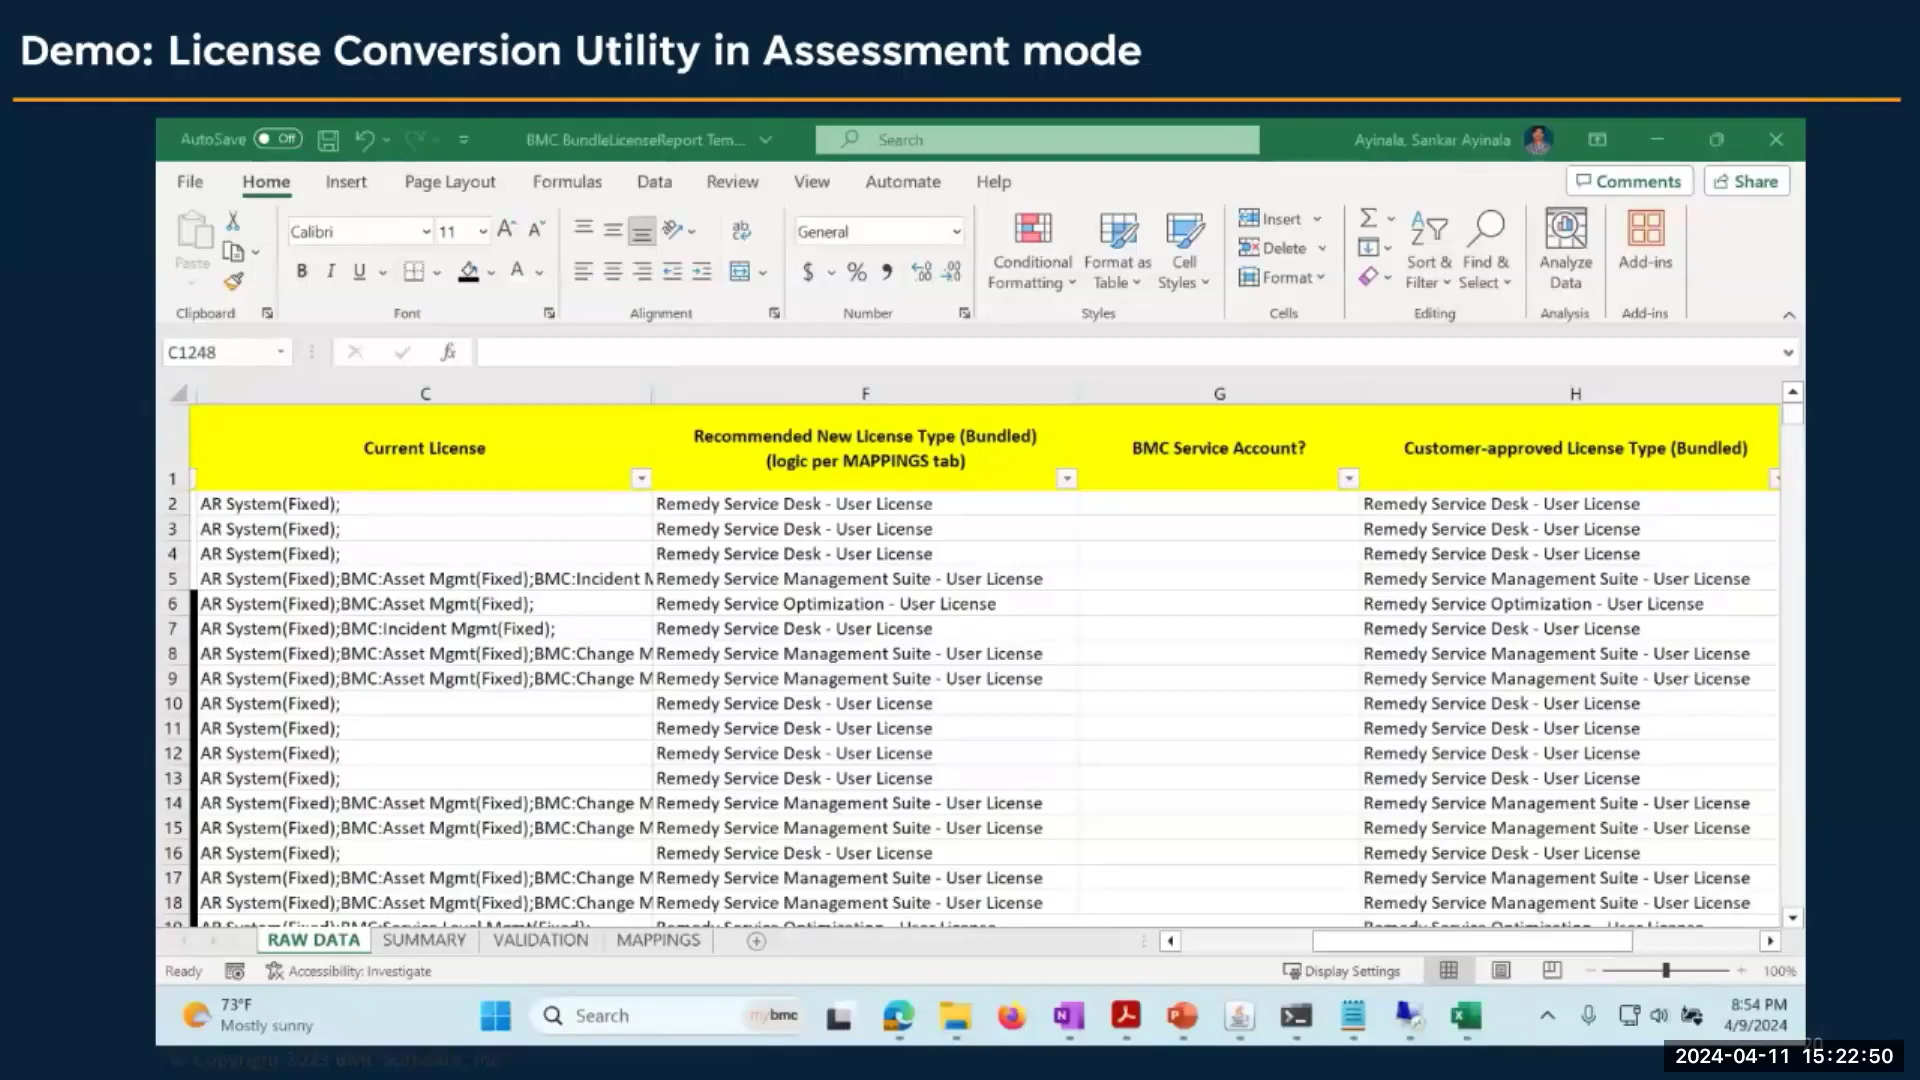 Demo: License Conversion Utility in Assessment mode
AutoSave Off BMC BundleLicenseReport Tem... Search Ayinala, Sankar Ayinala
File Home Insert Page Layout Formulas Data Review View Automate Help Comments Share
Paste
Calibri 11
B I U A
ab
General
$ % 9
Conditional Formatting
Format as Table
Cell Styles
Insert
Delete
Format
Sort & Filter
Find & Select
Analyze Data
Add-ins
Clipboard Font Alignment Number Styles Cells Editing Analysis Add-ins
C1248 fx
C F G H
1 Current License Recommended New License Type (Bundled) (logic per MAPPINGS tab) BMC Service Account? Customer-approved License Type (Bundled)
2 AR System(Fixed); Remedy Service Desk - User License Remedy Service Desk - User License
3 AR System(Fixed); Remedy Service Desk - User License Remedy Service Desk - User License
4 AR System(Fixed); Remedy Service Desk - User License Remedy Service Desk - User License
5 AR System(Fixed);BMC:Asset Mgmt(Fixed);BMC:Incident M Remedy Service Management Suite - User License Remedy Service Management Suite - User License
6 AR System(Fixed);BMC:Asset Mgmt(Fixed); Remedy Service Optimization - User License Remedy Service Optimization - User License
7 AR System(Fixed);BMC:Incident Mgmt(Fixed); Remedy Service Desk - User License Remedy Service Desk - User License
8 AR System(Fixed);BMC:Asset Mgmt(Fixed);BMC:Change M Remedy Service Management Suite - User License Remedy Service Management Suite - User License
9 AR System(Fixed);BMC:Asset Mgmt(Fixed);BMC:Change M Remedy Service Management Suite - User License Remedy Service Management Suite - User License
10 AR System(Fixed); Remedy Service Desk - User License Remedy Service Desk - User License
11 AR System(Fixed); Remedy Service Desk - User License Remedy Service Desk - User License
12 AR System(Fixed); Remedy Service Desk - User License Remedy Service Desk - User License
13 AR System(Fixed); Remedy Service Desk - User License Remedy Service Desk - User License
14 AR System(Fixed);BMC:Asset Mgmt(Fixed);BMC:Change M Remedy Service Management Suite - User License Remedy Service Management Suite - User License
15 AR System(Fixed);BMC:Asset Mgmt(Fixed);BMC:Change M Remedy Service Management Suite - User License Remedy Service Management Suite - User License
16 AR System(Fixed); Remedy Service Desk - User License Remedy Service Desk - User License
17 AR System(Fixed);BMC:Asset Mgmt(Fixed);BMC:Change M Remedy Service Management Suite - User License Remedy Service Management Suite - User License
18 AR System(Fixed);BMC:Asset Mgmt(Fixed);BMC:Change M Remedy Service Management Suite - User License Remedy Service Management Suite - User License
RAW DATA SUMMARY VALIDATION MAPPINGS
Ready Accessibility: Investigate Display Settings 100%
73°F
Mostly sunny
Search mybmc
8:54 PM
4/9/2024
2024-04-11 15:22:50